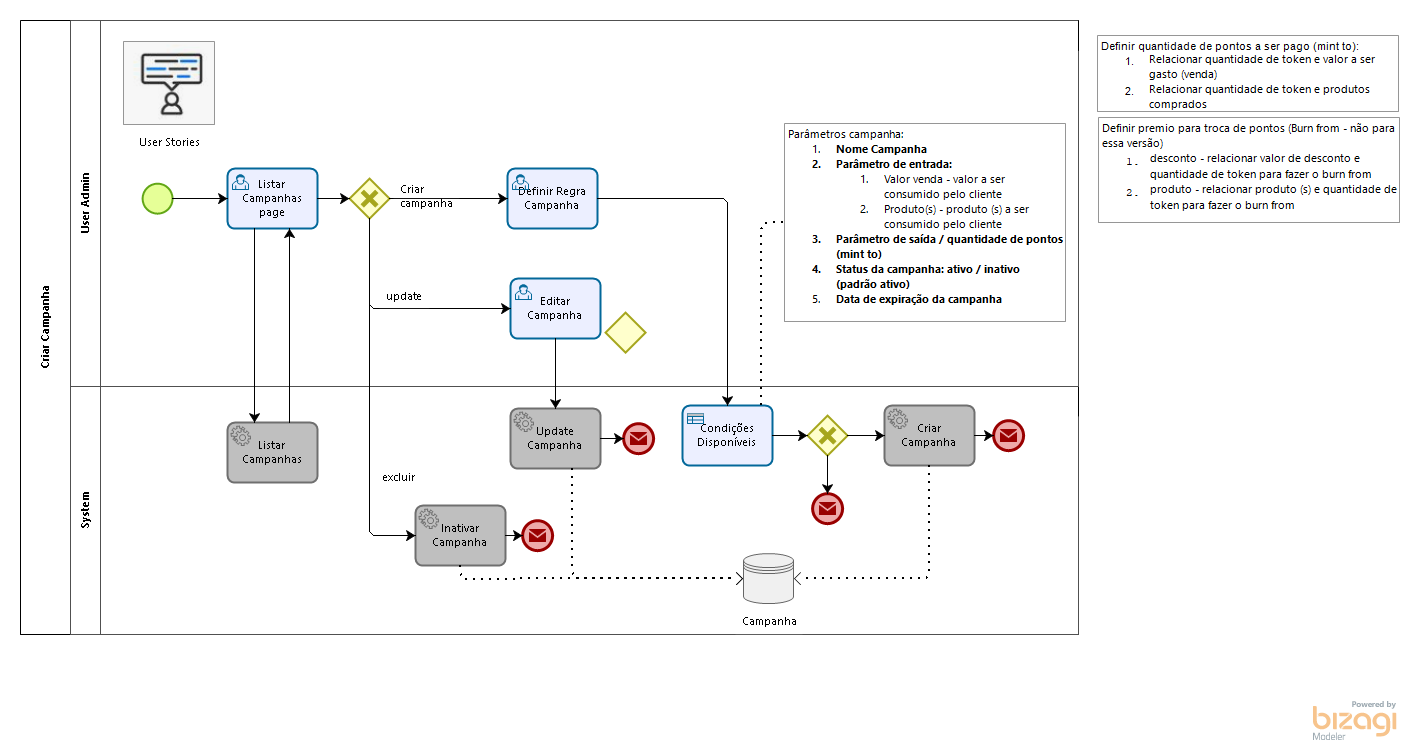 Criar Campanha
User Admin
System
User Stories
Listar
Campanhas
page
Criar
campanha
Definir Regra
Campanha
update
Editar
Campanha
Parâmetros campanha:
1. Nome Campanha
2. Parâmetro de entrada:
1. Valor venda - valor a ser
consumido pelo cliente
2. Produto(s) - produto (s) a ser
consumido pelo cliente
3. Parâmetro de saída / quantidade de pontos
(mint to)
4. Status da campanha: ativo / inativo
(padrão ativo)
5. Data de expiração da campanha
Definir quantidade de pontos a ser pago (mint to):
1. Relacionar quantidade de token e valor a ser
gasto (venda)
2. Relacionar quantidade de token e produtos
comprados
Definir premio para troca de pontos (Burn from - não para
essa versão)
1. desconto - relacionar valor de desconto e
quantidade de token para fazer o burn from
2. produto - relacionar produto (s) e quantidade de
token para fazer o burn from
Listar
Campanhas
Update
Campanha
Condições
Disponíveis
Criar
Campanha
excluir
Inativar
Campanha
Campanha
Powered by
bizagi
Modeler